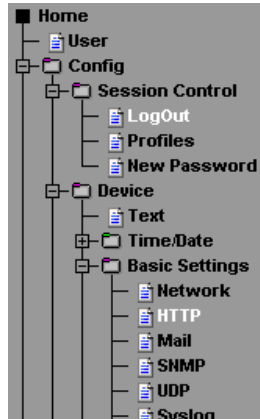 Home
User
Config
Session Control
LogOut
Profiles
New Password
Device
Text
Time/Date
Basic Settings
Network
HTTP
Mail
SNMP
UDP
Syslog